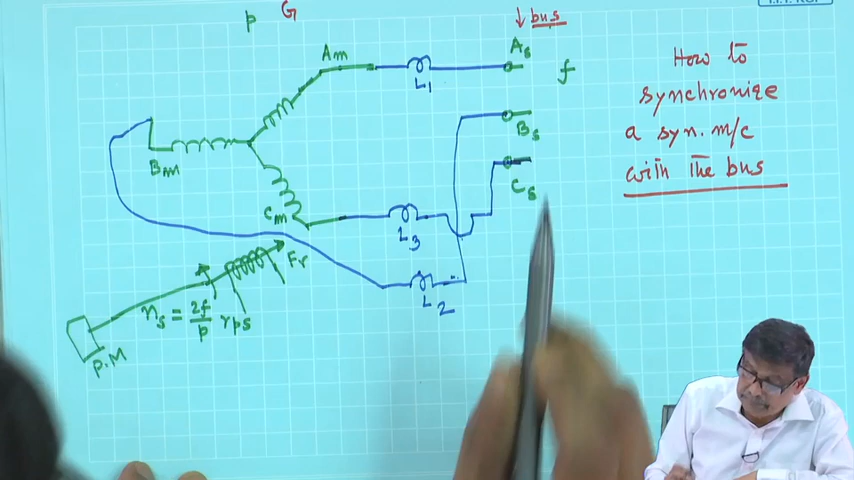 p G
bus
How to
synchronize
a syn. m/c
with the bus
Am
As
f
L1
Bs
Bm
Cs
Cm
L3
Fr
L2
ns = 2f/p rps
P.M